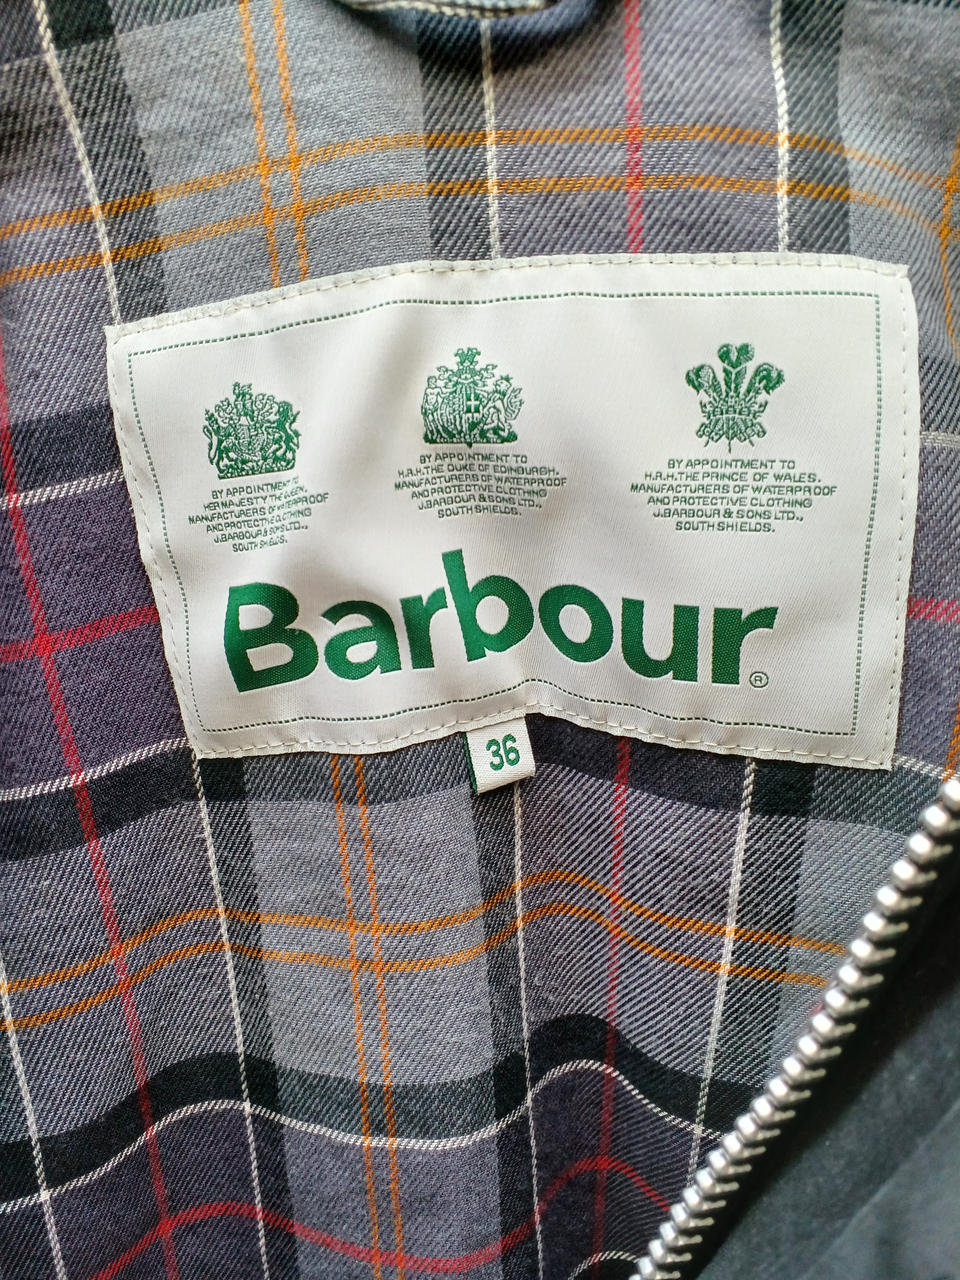 BY APPOINTMENT TO
HER MAJESTY THE QUEEN.
MANUFACTURERS OF WATERPROOF
AND PROTECTIVE CLOTHING
J.BARBOUR & SONS LTD.,
SOUTH SHIELDS.
BY APPOINTMENT TO
H.R.H.THE DUKE OF EDINBURGH.
MANUFACTURERS OF WATERPROOF
AND PROTECTIVE CLOTHING
J.BARBOUR & SONS LTD.,
SOUTH SHIELDS.
BY APPOINTMENT TO
H.R.H.THE PRINCE OF WALES.
MANUFACTURERS OF WATERPROOF
AND PROTECTIVE CLOTHING
J.BARBOUR & SONS LTD.,
SOUTH SHIELDS.
Barbour®
36